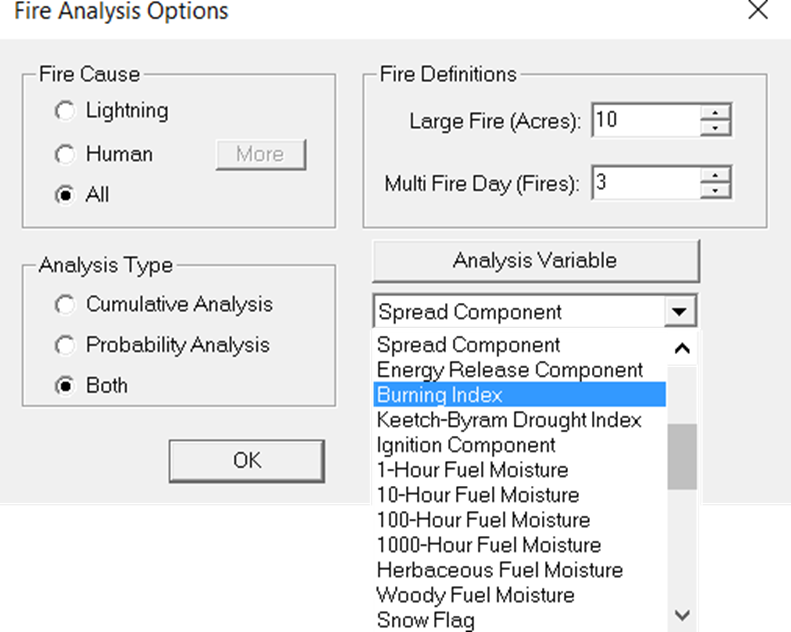 Fire Analysis Options
Fire Cause
Lightning
Human
More
All
Fire Definitions
Large Fire (Acres): 10
Multi Fire Day (Fires): 3
Analysis Type
Cumulative Analysis
Probability Analysis
Both
OK
Analysis Variable
Spread Component
Spread Component
Energy Release Component
Burning Index
Keetch-Byram Drought Index
Ignition Component
1-Hour Fuel Moisture
10-Hour Fuel Moisture
100-Hour Fuel Moisture
1000-Hour Fuel Moisture
Herbaceous Fuel Moisture
Woody Fuel Moisture
Snow Flag